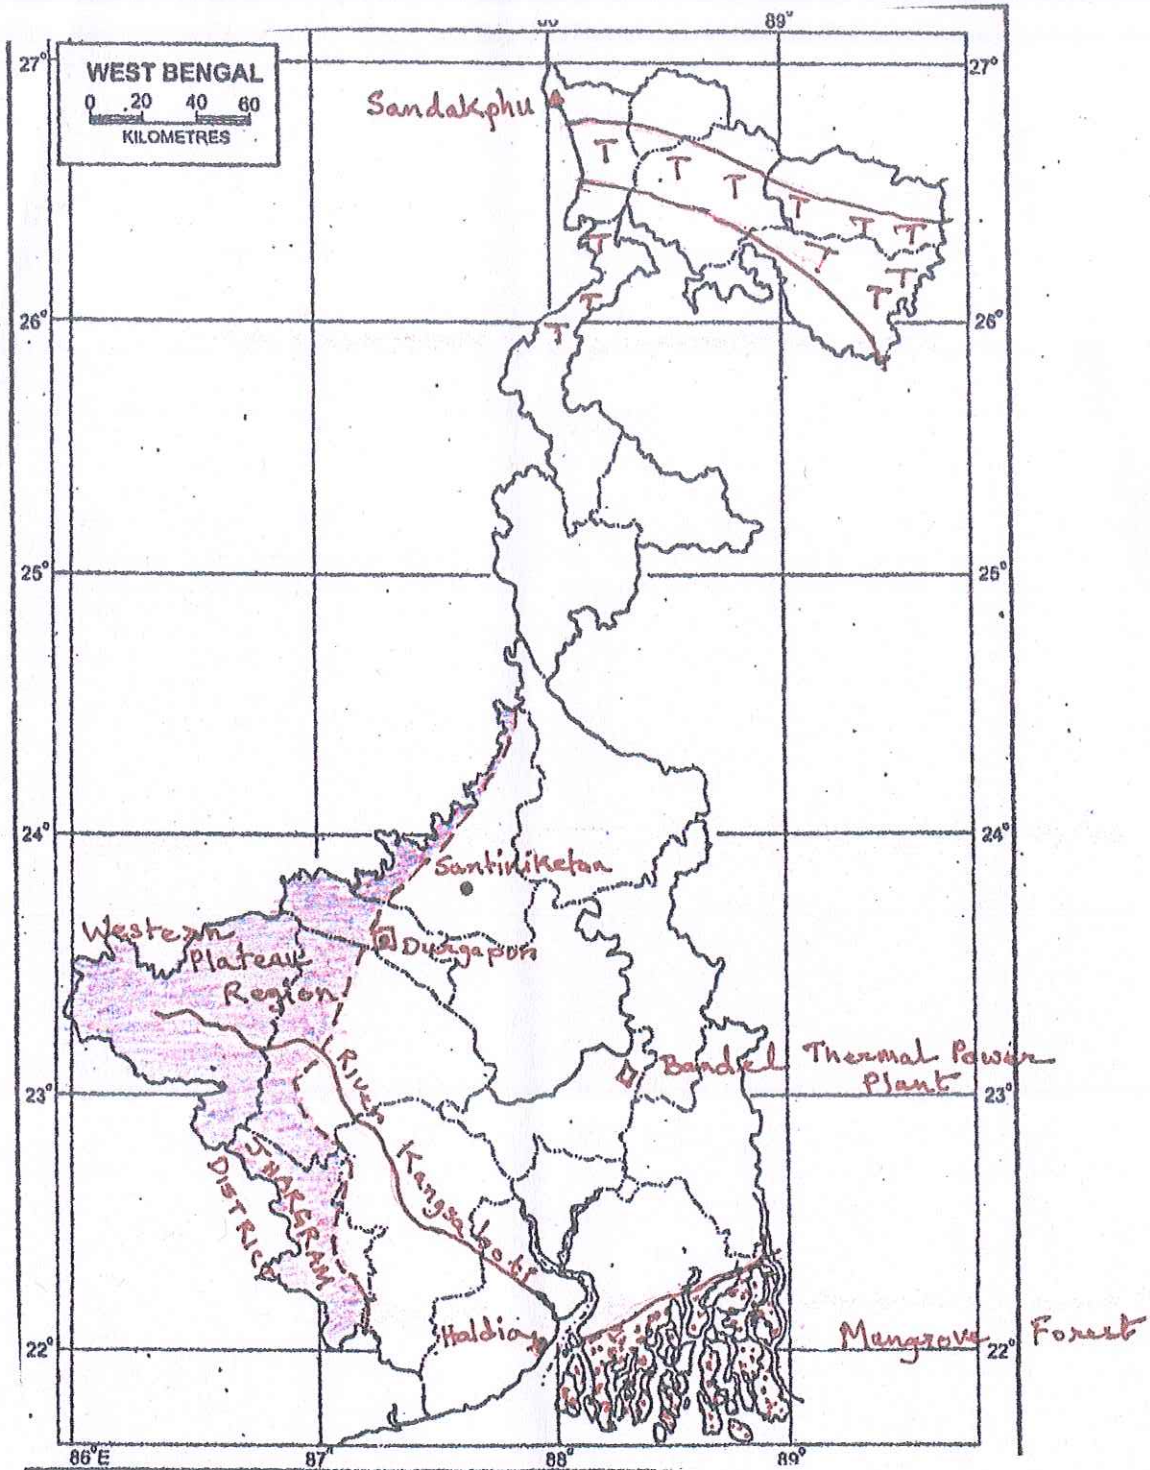 88° 89°
27° 27°
WEST BENGAL
0 20 40 60
KILOMETRES
Sandakphu
T
T
T
T
T
T
T
T
T
T
T
T
26° 26°
25° 25°
24° 24°
Santiniketan
Western
Plateau
Region
Durgapur
Bandel Thermal Power
Plant
23° 23°
River
Kangsaboti
JHARGRAM
DISTRICT
Haldia
Mangrove Forest
22° 22°
86°E 87° 88° 89°